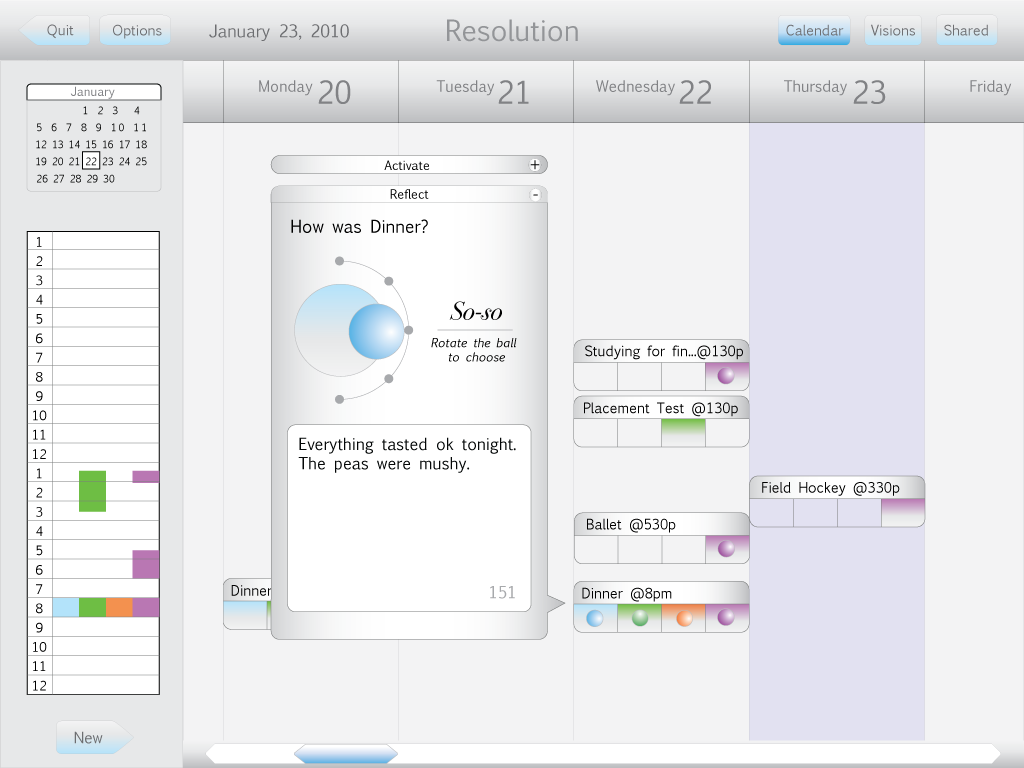 Quit
Options
January 23, 2010
Resolution
Calendar
Visions
Shared
January
1 2 3 4
5 6 7 8 9 10 11
12 13 14 15 16 17 18
19 20 21 22 23 24 25
26 27 28 29 30
1
2
3
4
5
6
7
8
9
10
11
12
1
2
3
4
5
6
7
8
9
10
11
12
New
Monday 20
Tuesday 21
Wednesday 22
Thursday 23
Friday
Activate
+
Reflect
-
How was Dinner?
So-so
Rotate the ball
to choose
Everything tasted ok tonight.
The peas were mushy.
151
Dinner
Studying for fin...@130p
Placement Test @130p
Ballet @530p
Dinner @8pm
Field Hockey @330p